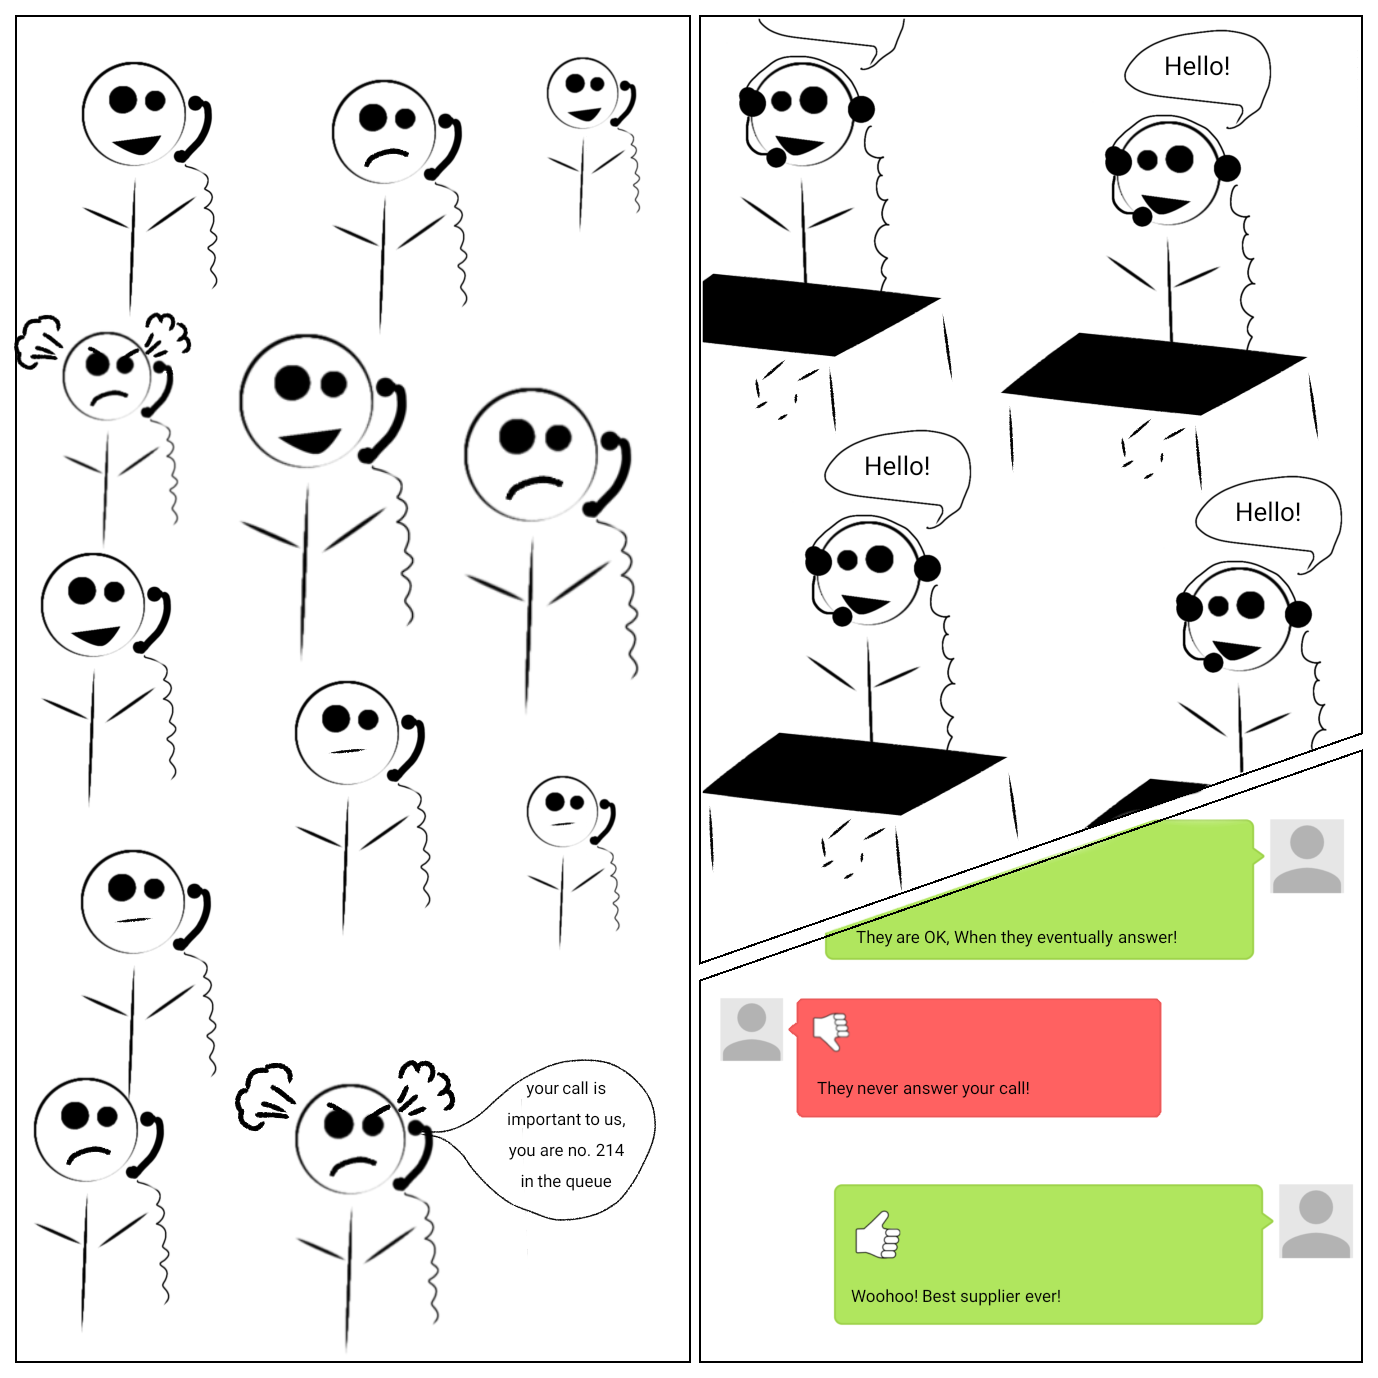 your call is
important to us,
you are no. 214
in the queue
Hello!
Hello!
Hello!
They are OK, When they eventually answer!
They never answer your call!
Woohoo! Best supplier ever!